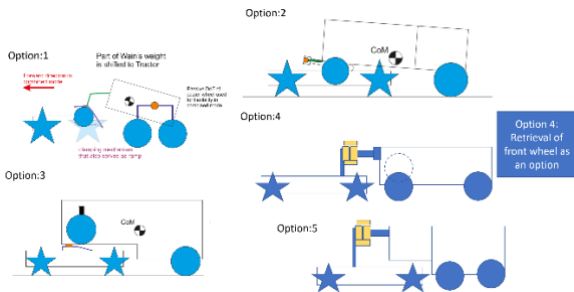 Option:1
Part of Wain's weight
is shifted to Tractor
Forward direction in
combined mode
Option:2
CoM
Option:3
CoM
Option:4
Option 4:
Retrieval of
front wheel as
an option
Option:5